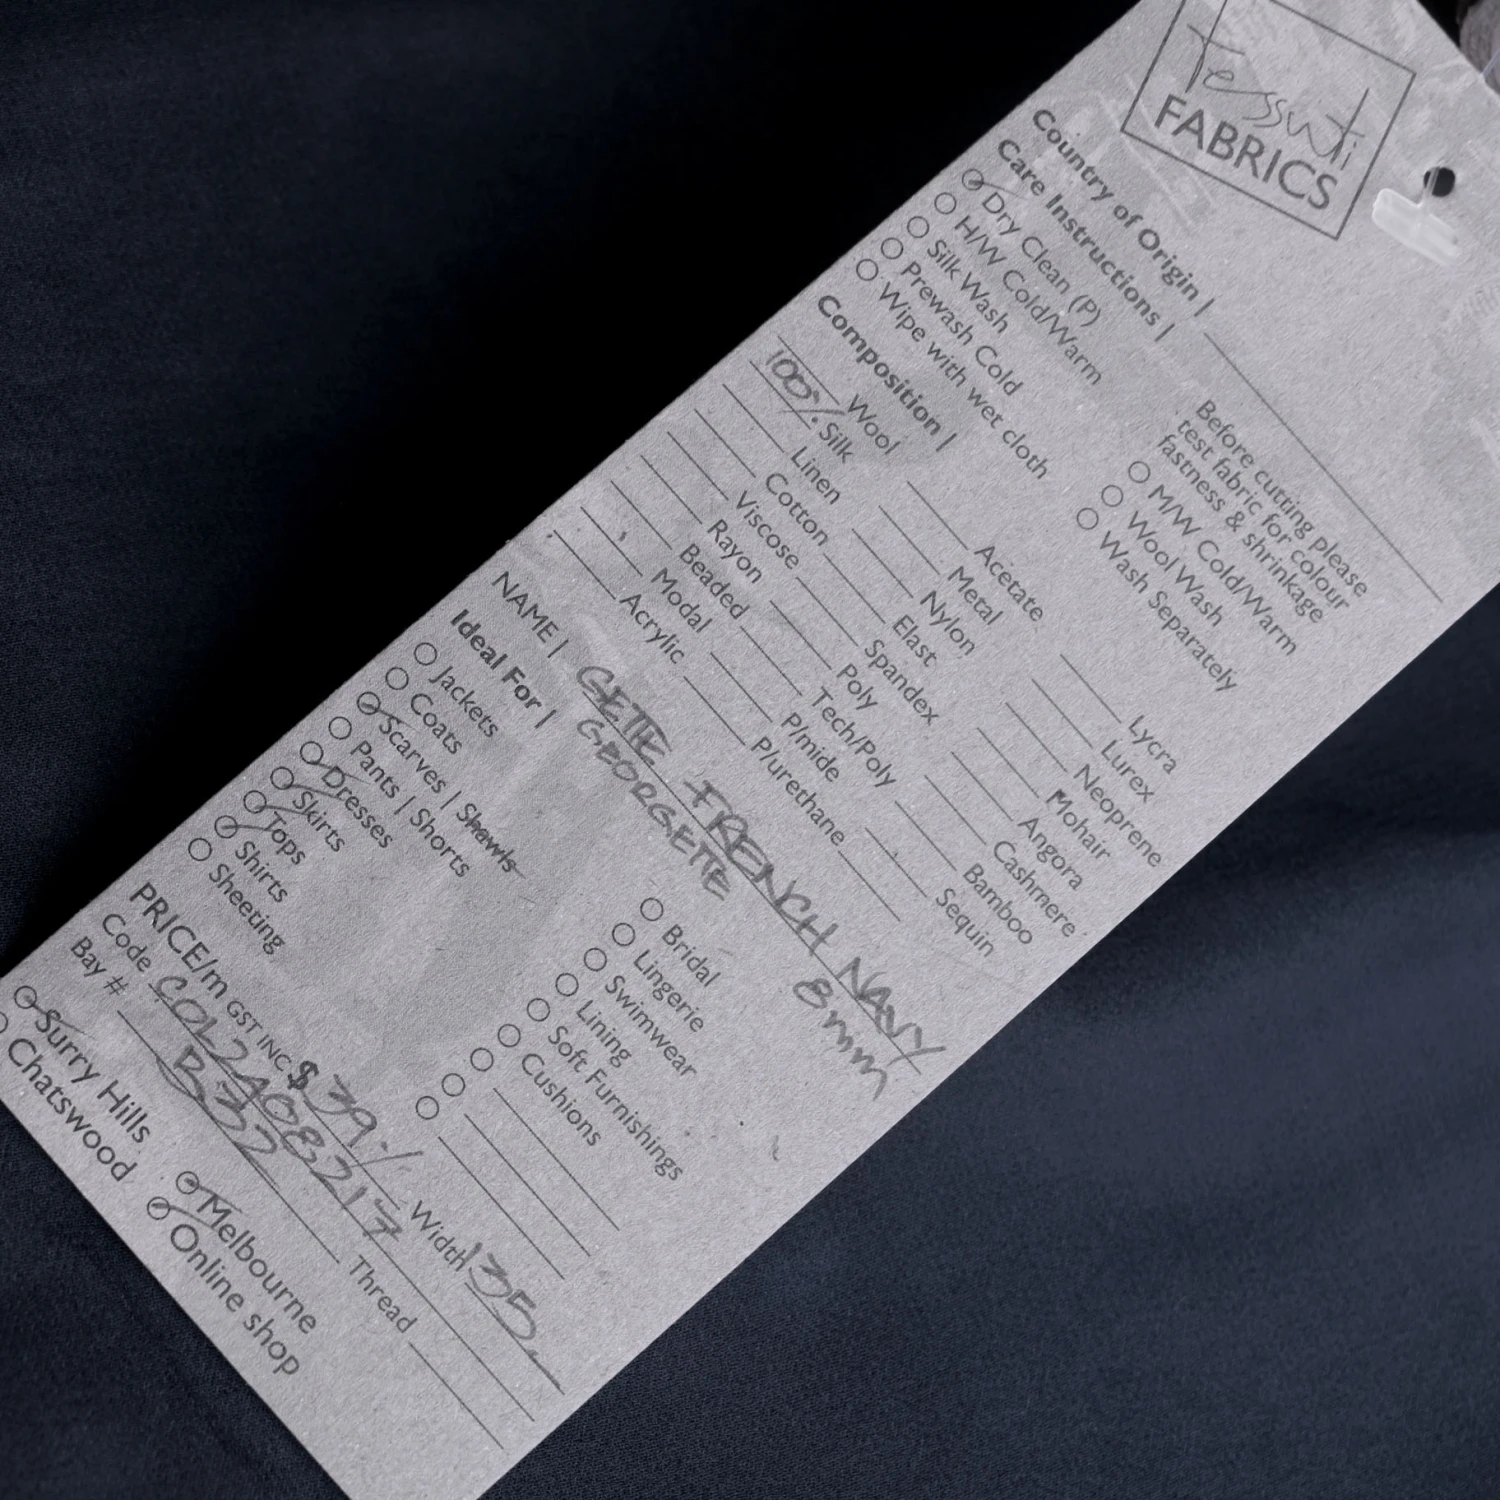 Tessuti
FABRICS
Country of Origin |
Care Instructions |
Dry Clean (P)
H/W Cold/Warm
Silk Wash
Prewash Cold
Wipe with wet cloth
Before cutting please
test fabric for colour
fastness & shrinkage
M/W Cold/Warm
Wool Wash
Wash Separately
Composition |
Wool
100% Silk
Linen
Cotton
Viscose
Rayon
Beaded
Modal
Acrylic
Acetate
Metal
Nylon
Elast
Spandex
Poly
Tech/Poly
P/mide
P/urethane
Lycra
Lurex
Neoprene
Mohair
Angora
Cashmere
Bamboo
Sequin
NAME | GETTE FRENCH NAVY
GEORGETTE 8mm
Ideal For |
Jackets
Coats
Scarves | Shawls
Pants | Shorts
Dresses
Skirts
Tops
Shirts
Sheeting
Bridal
Lingerie
Swimwear
Lining
Soft Furnishings
Cushions
PRICE/m GST INC $39.- Width 135
Code COL2408217
Bay # B322 Thread
Surry Hills
Chatswood
Melbourne
Online shop